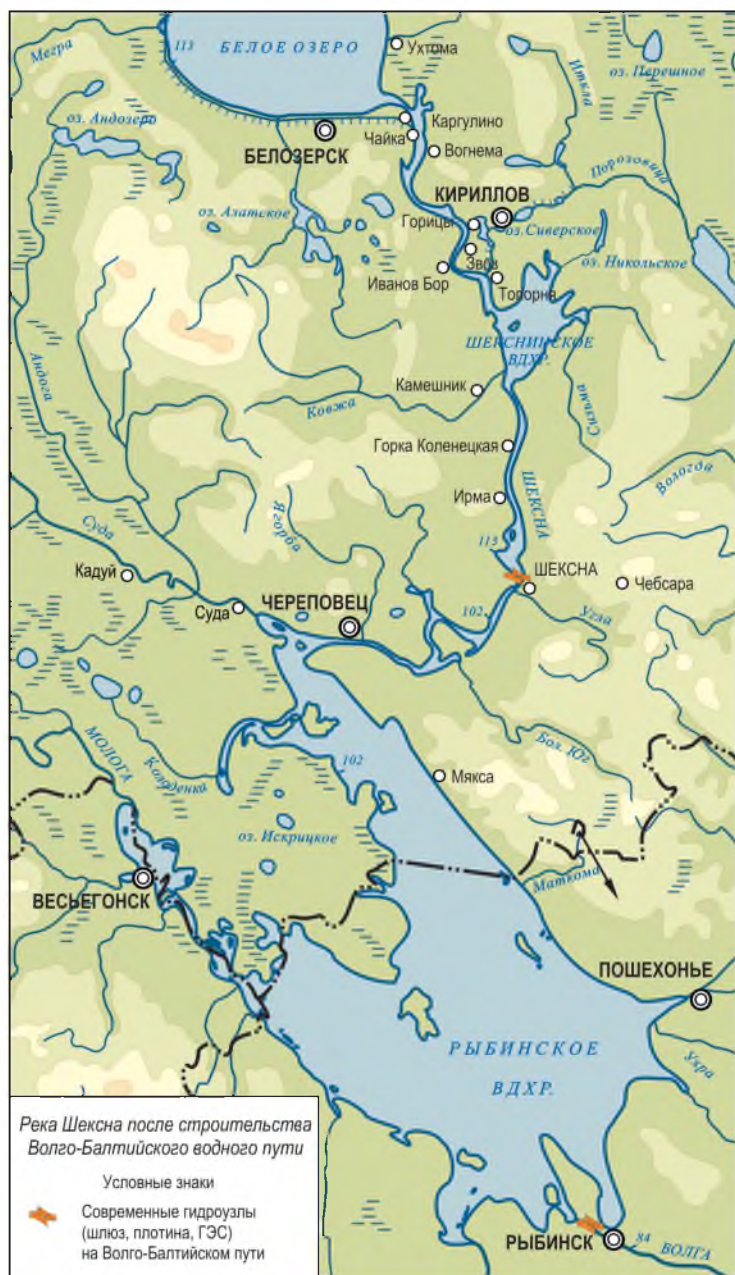 Мегра
113
БЕЛОЕ ОЗЕРО
Ухтома
Иткла
оз. Перешное
оз. Андозеро
Каргулино
БЕЛОЗЕРСК
Чайка
Вогнема
Порозовица
КИРИЛЛОВ
оз. Азатское
Горицы
оз. Сиверское
Звоз
оз. Никольское
Иванов Бор
Топорня
ШЕКСНИНСКОЕ
ВДХР.
Андога
Камешник
Ковжа
Сизьма
Горка Коленецкая
ШЕКСНА
Вологда
Ирма
Ягорба
Суда
113
Кадуй
ШЕКСНА
Чебсара
Суда
ЧЕРЕПОВЕЦ
102
Угла
МОЛОГА
Колоденка
Бол. Юг
102
Мякса
оз. Искрицкое
Маткома
ВЕСЬЕГОНСК
ПОШЕХОНЬЕ
РЫБИНСКОЕ
ВДХР.
Ухра
Река Шексна после строительства
Волго-Балтийского водного пути
Условные знаки
Современные гидроузлы
(шлюз, плотина, ГЭС)
на Волго-Балтийском пути
РЫБИНСК
84
ВОЛГА